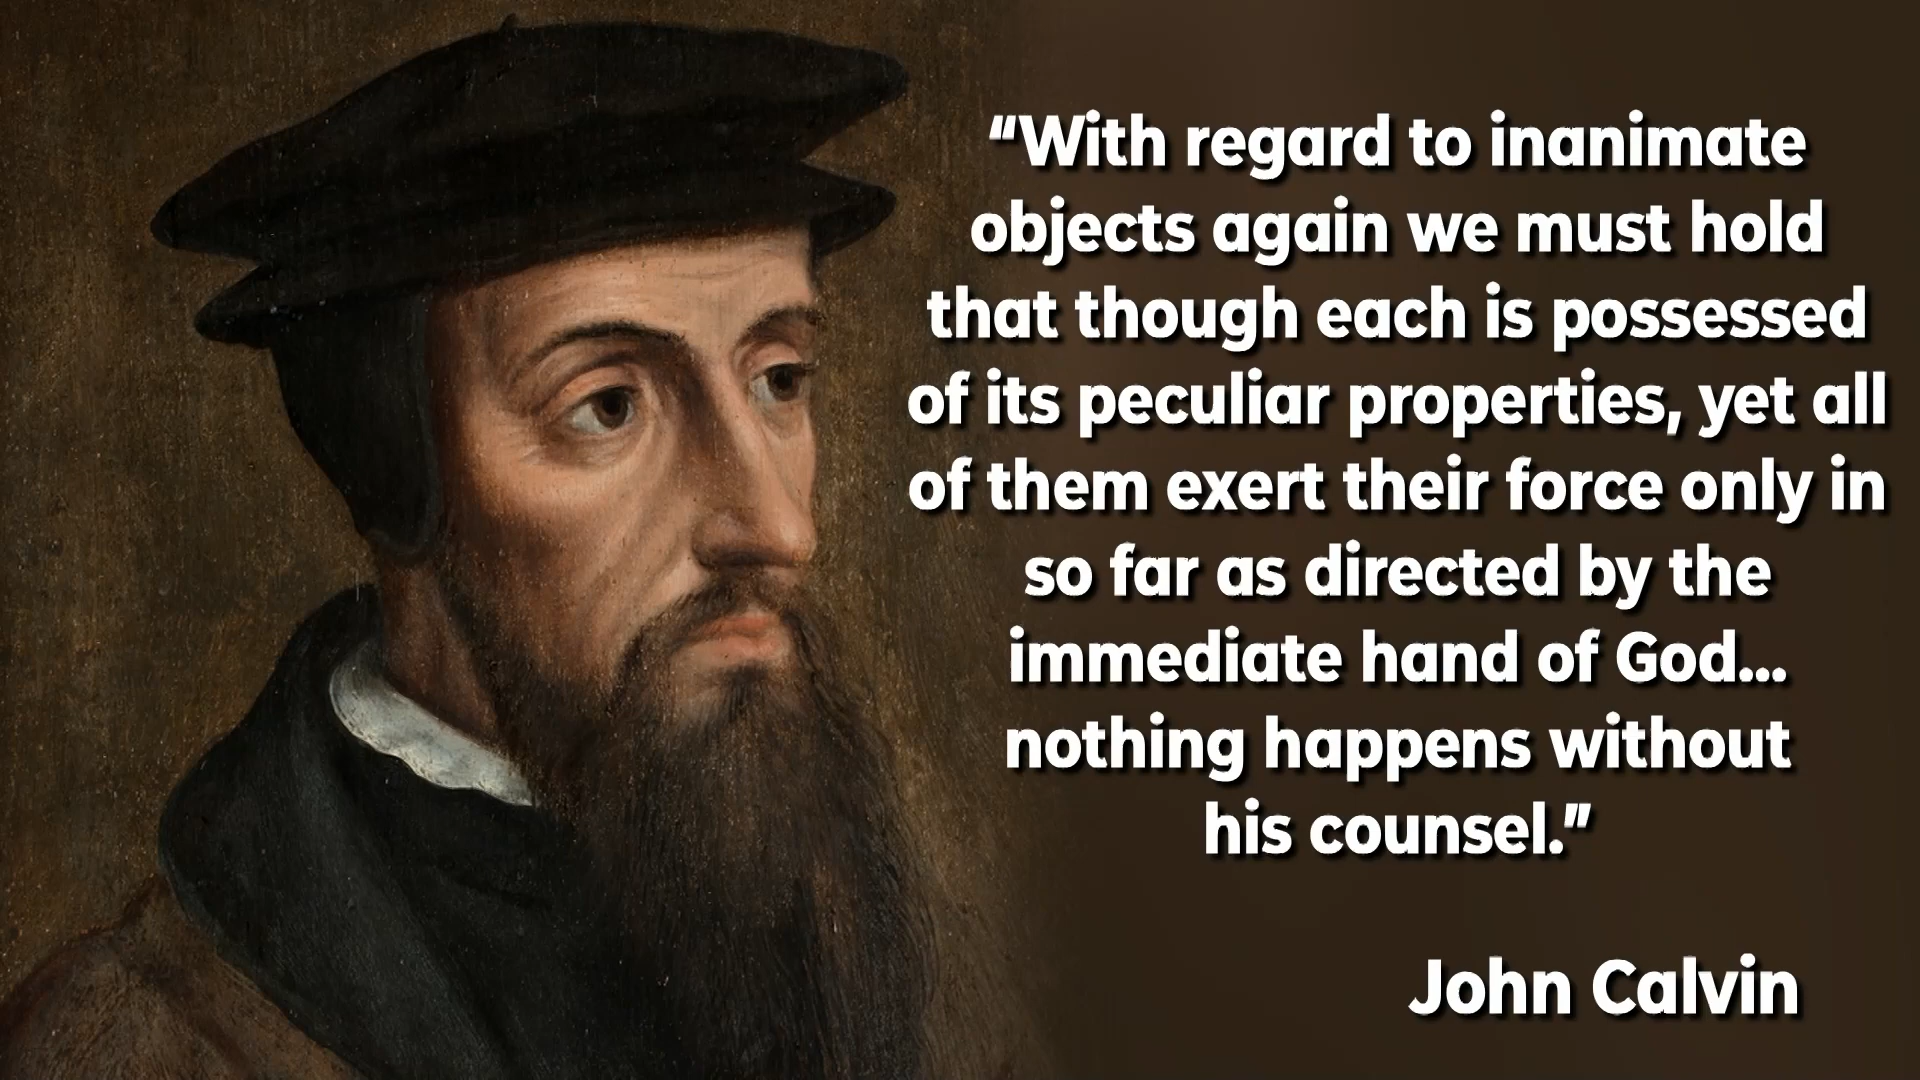 “With regard to inanimate
objects again we must hold
that though each is possessed
of its peculiar properties, yet all
of them exert their force only in
so far as directed by the
immediate hand of God...
nothing happens without
his counsel.”
John Calvin